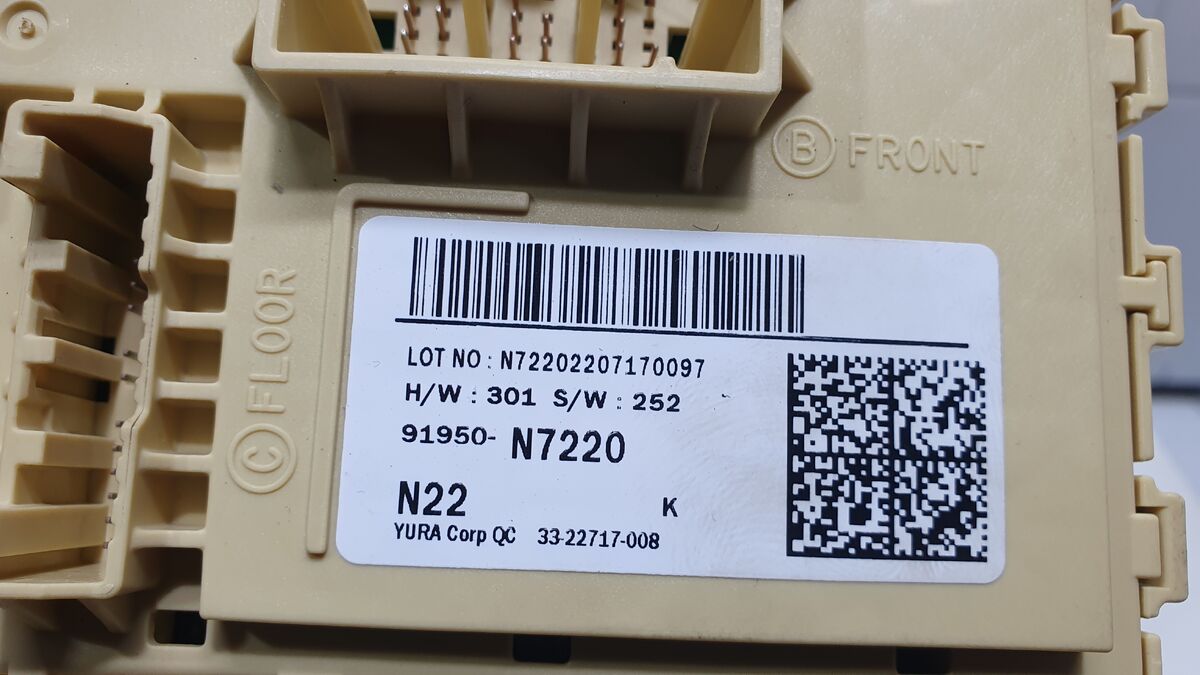 B FRONT
C FLOOR
LOT NO : N72202207170097
H/W : 301 S/W : 252
91950- N7220
N22 K
YURA Corp QC 33-22717-008